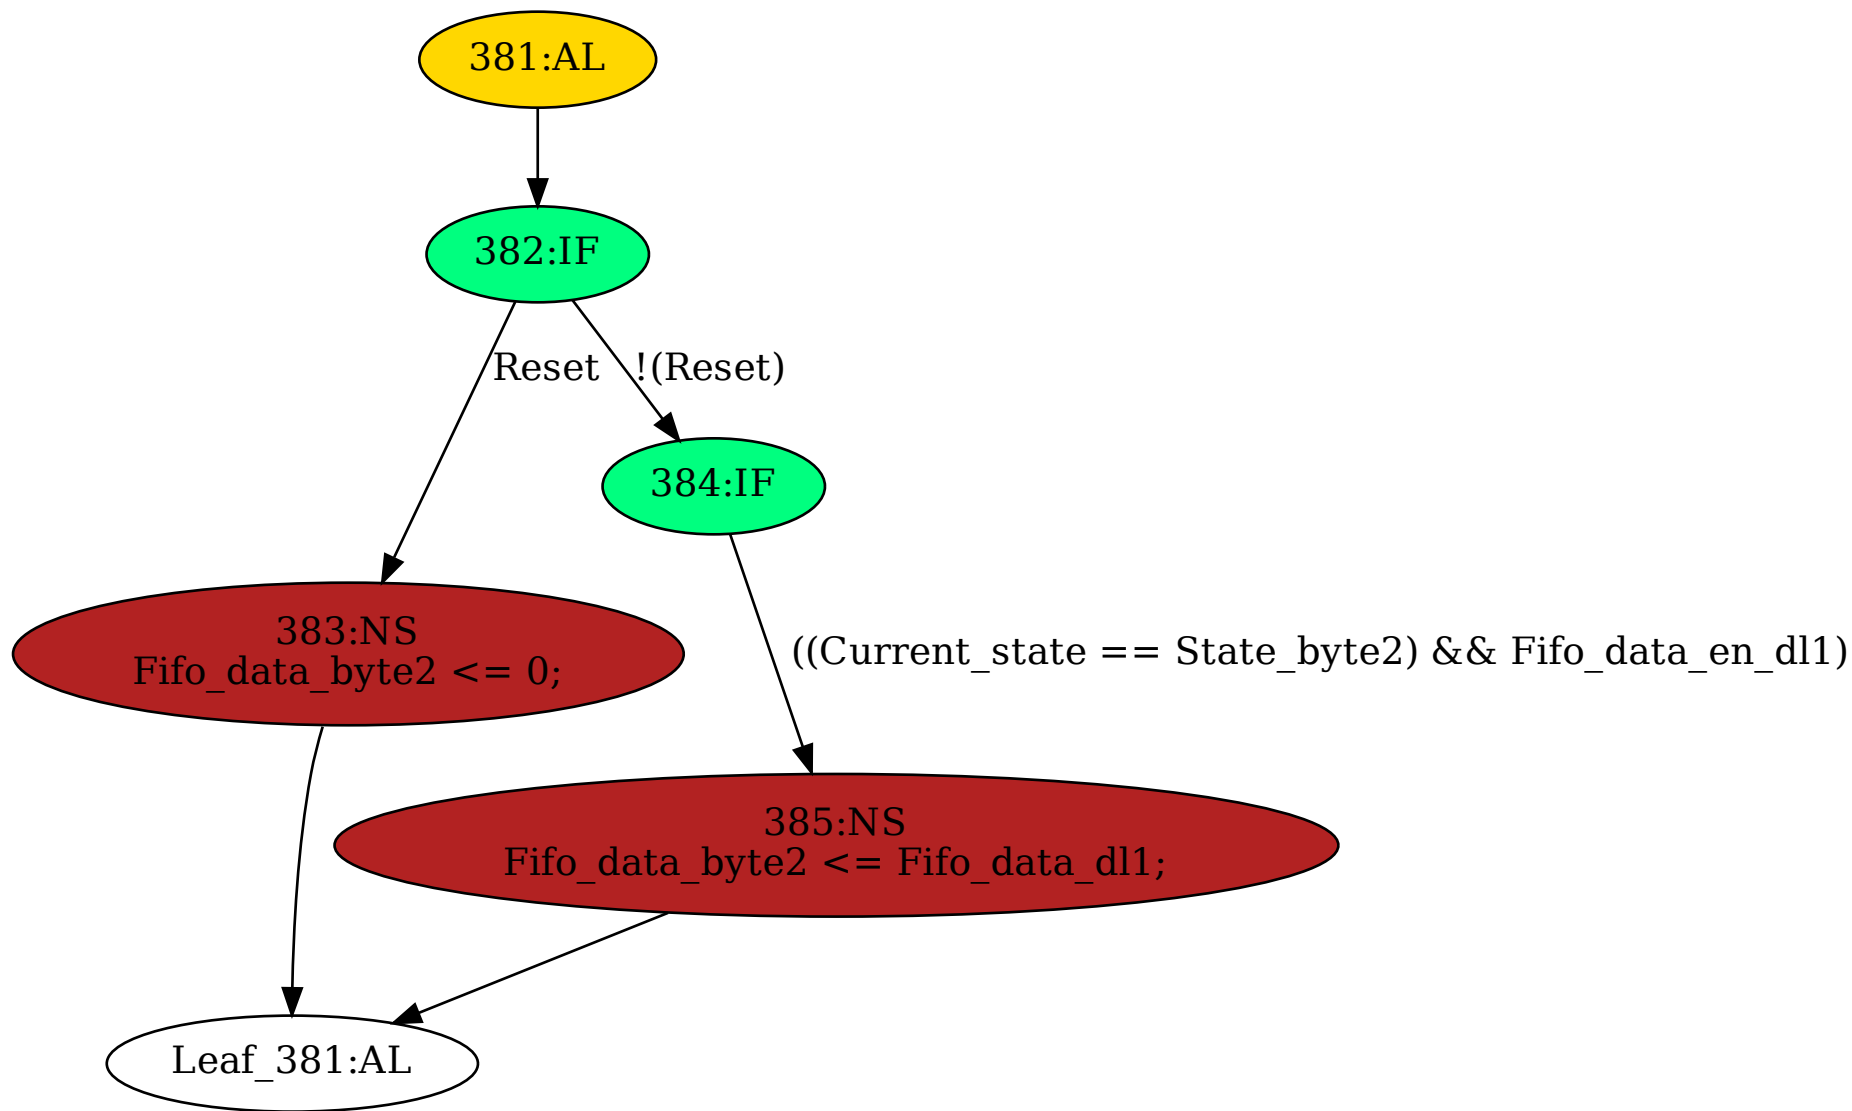 381:AL
382:IF
Reset
!(Reset)
384:IF
383:NS
Fifo_data_byte2 <= 0;
((Current_state == State_byte2) && Fifo_data_en_dl1)
385:NS
Fifo_data_byte2 <= Fifo_data_dl1;
Leaf_381:AL